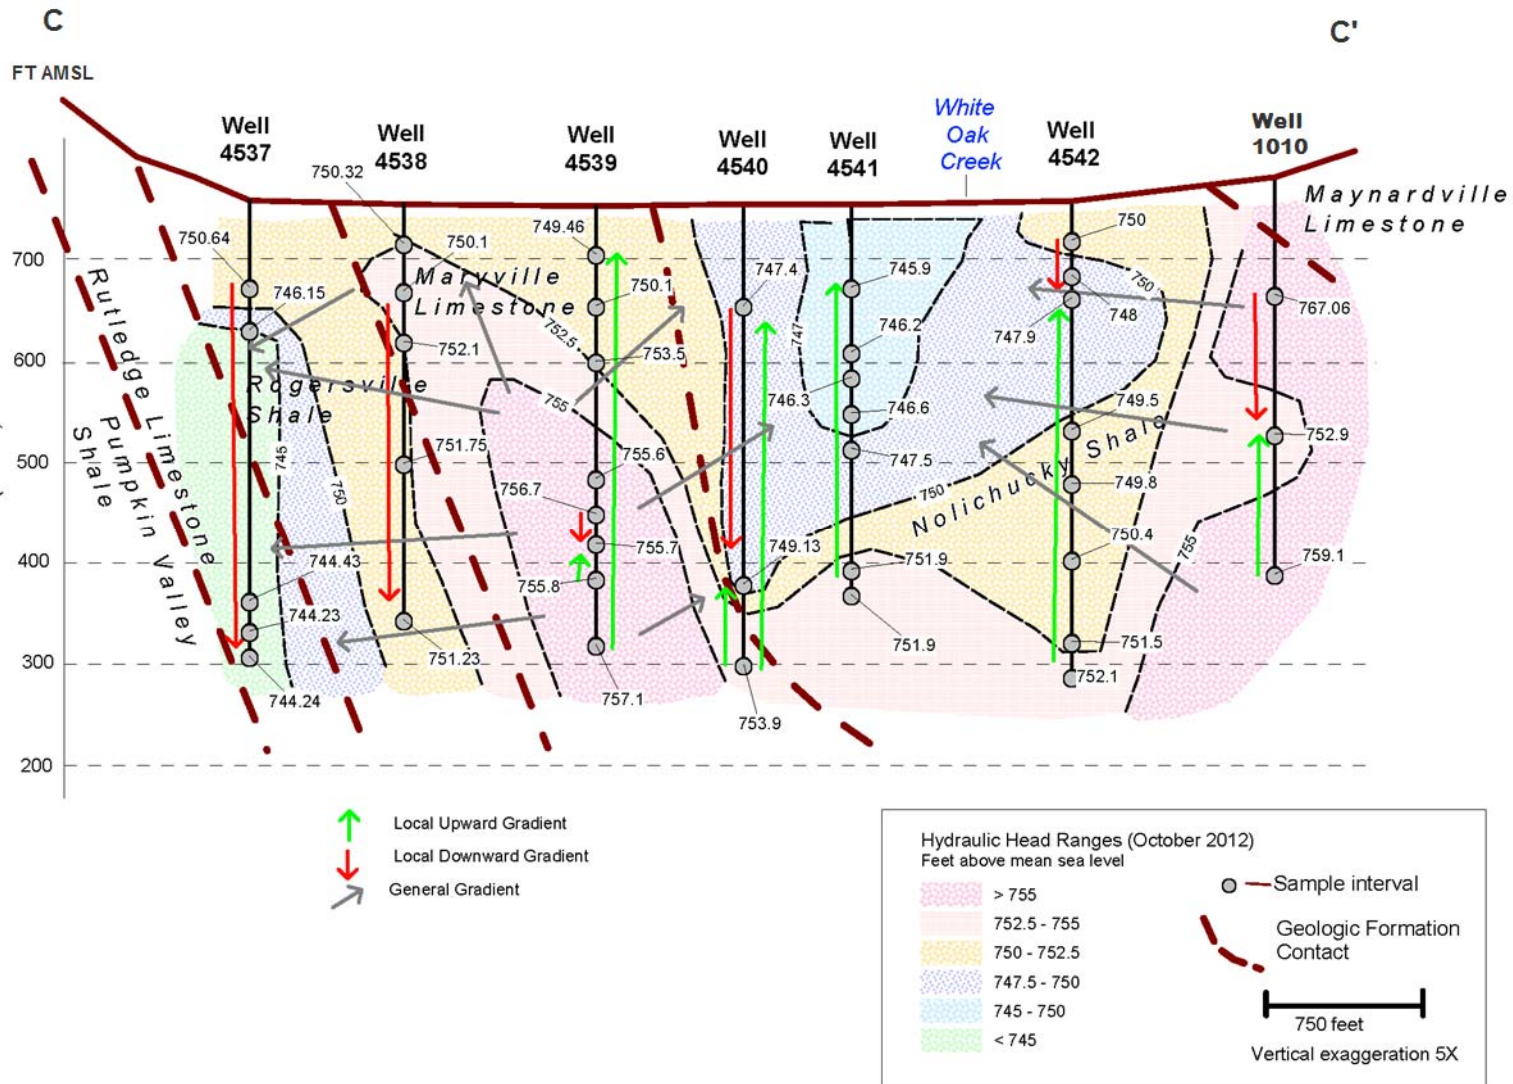 C
C'
FT AMSL
Well
4537
Well
4538
Well
4539
Well
4540
Well
4541
White
Oak
Creek
Well
4542
Well
1010
Maynardville
Limestone
700
600
500
400
300
200
750.64
746.15
744.43
744.23
744.24
750.32
750.1
752.1
751.75
751.23
749.46
750.1
753.5
755.6
756.7
755.7
755.8
757.1
747.4
749.13
753.9
745.9
746.2
746.3
746.6
747.5
751.9
751.9
750
748
747.9
749.5
749.8
750.4
751.5
752.1
767.06
752.9
759.1
745
750
752.5
755
747
750
750
755
Rutledge Limestone
Pumpkin Valley
Shale
Rogersville
Shale
Maryville
Limestone
Nolichucky Shale
Local Upward Gradient
Local Downward Gradient
General Gradient
Hydraulic Head Ranges (October 2012)
Feet above mean sea level
> 755
752.5 - 755
750 - 752.5
747.5 - 750
745 - 750
< 745
Sample interval
Geologic Formation
Contact
750 feet
Vertical exaggeration 5X